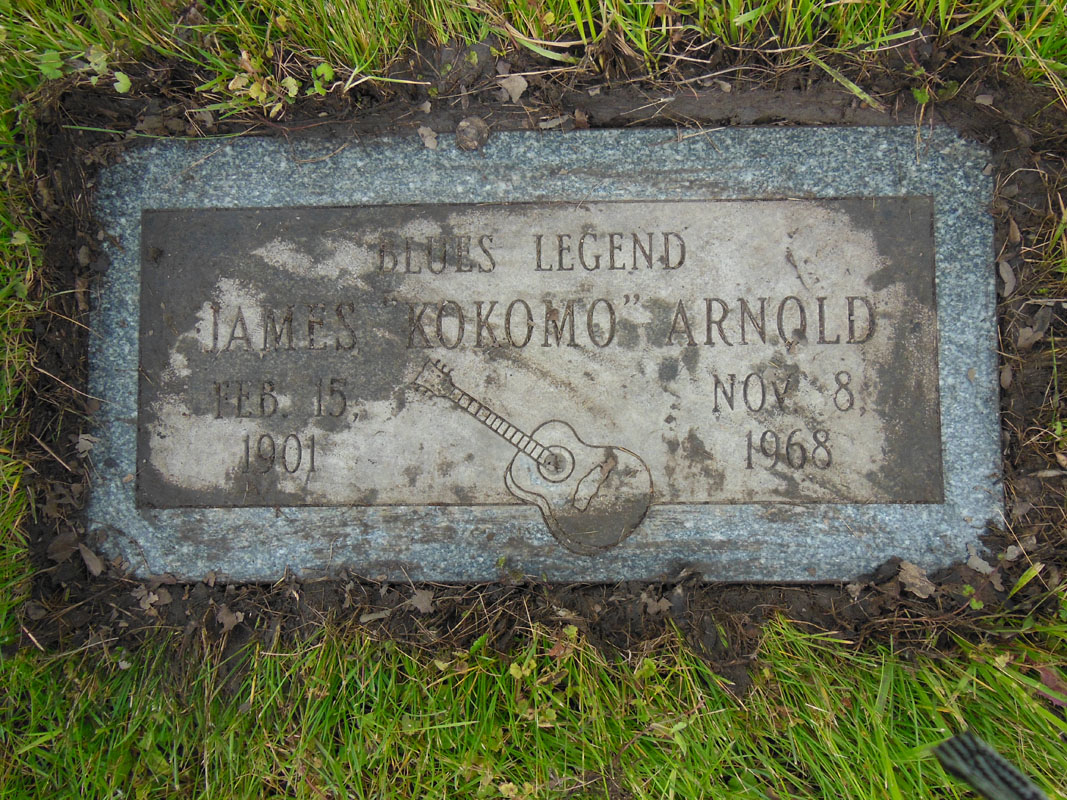 BLUES LEGEND
JAMES "KOKOMO" ARNOLD
FEB. 15, NOV 8,
1901 1968